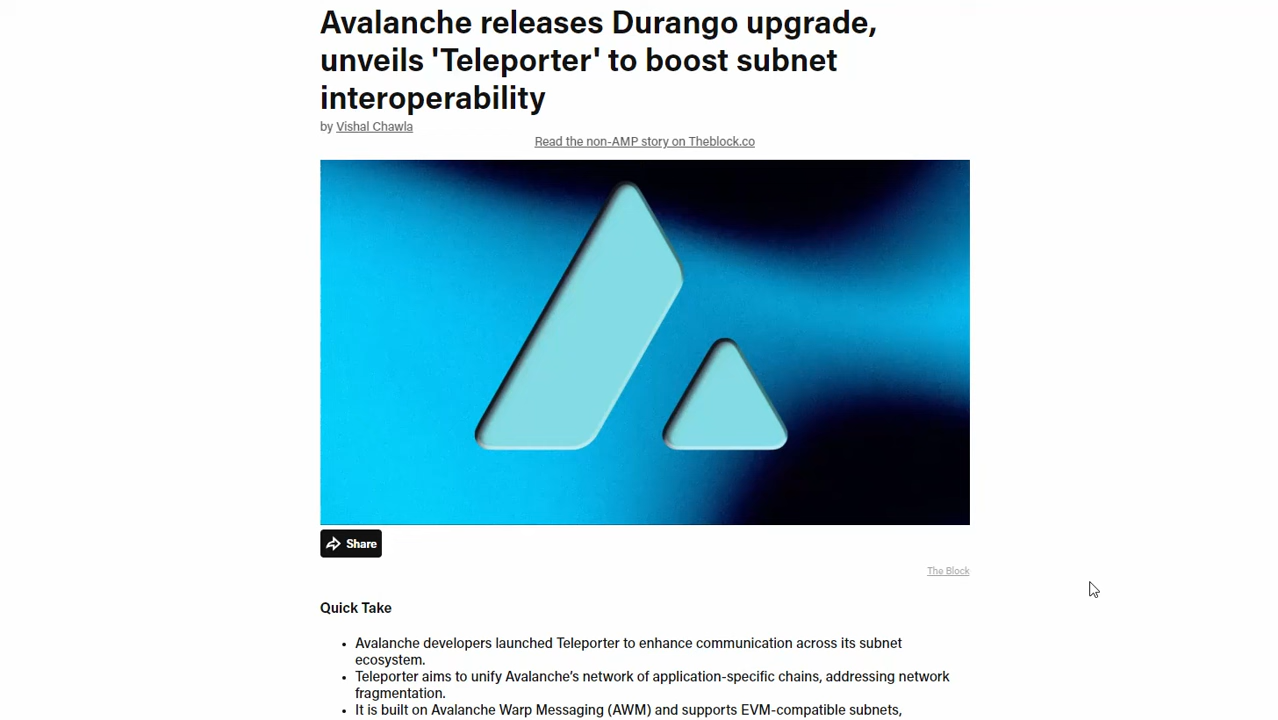 Avalanche releases Durango upgrade,
unveils 'Teleporter' to boost subnet
interoperability
by Vishal Chawla
Read the non-AMP story on Theblock.co
Share
The Block
Quick Take
• Avalanche developers launched Teleporter to enhance communication across its subnet
ecosystem.
• Teleporter aims to unify Avalanche’s network of application-specific chains, addressing network
fragmentation.
• It is built on Avalanche Warp Messaging (AWM) and supports EVM-compatible subnets,